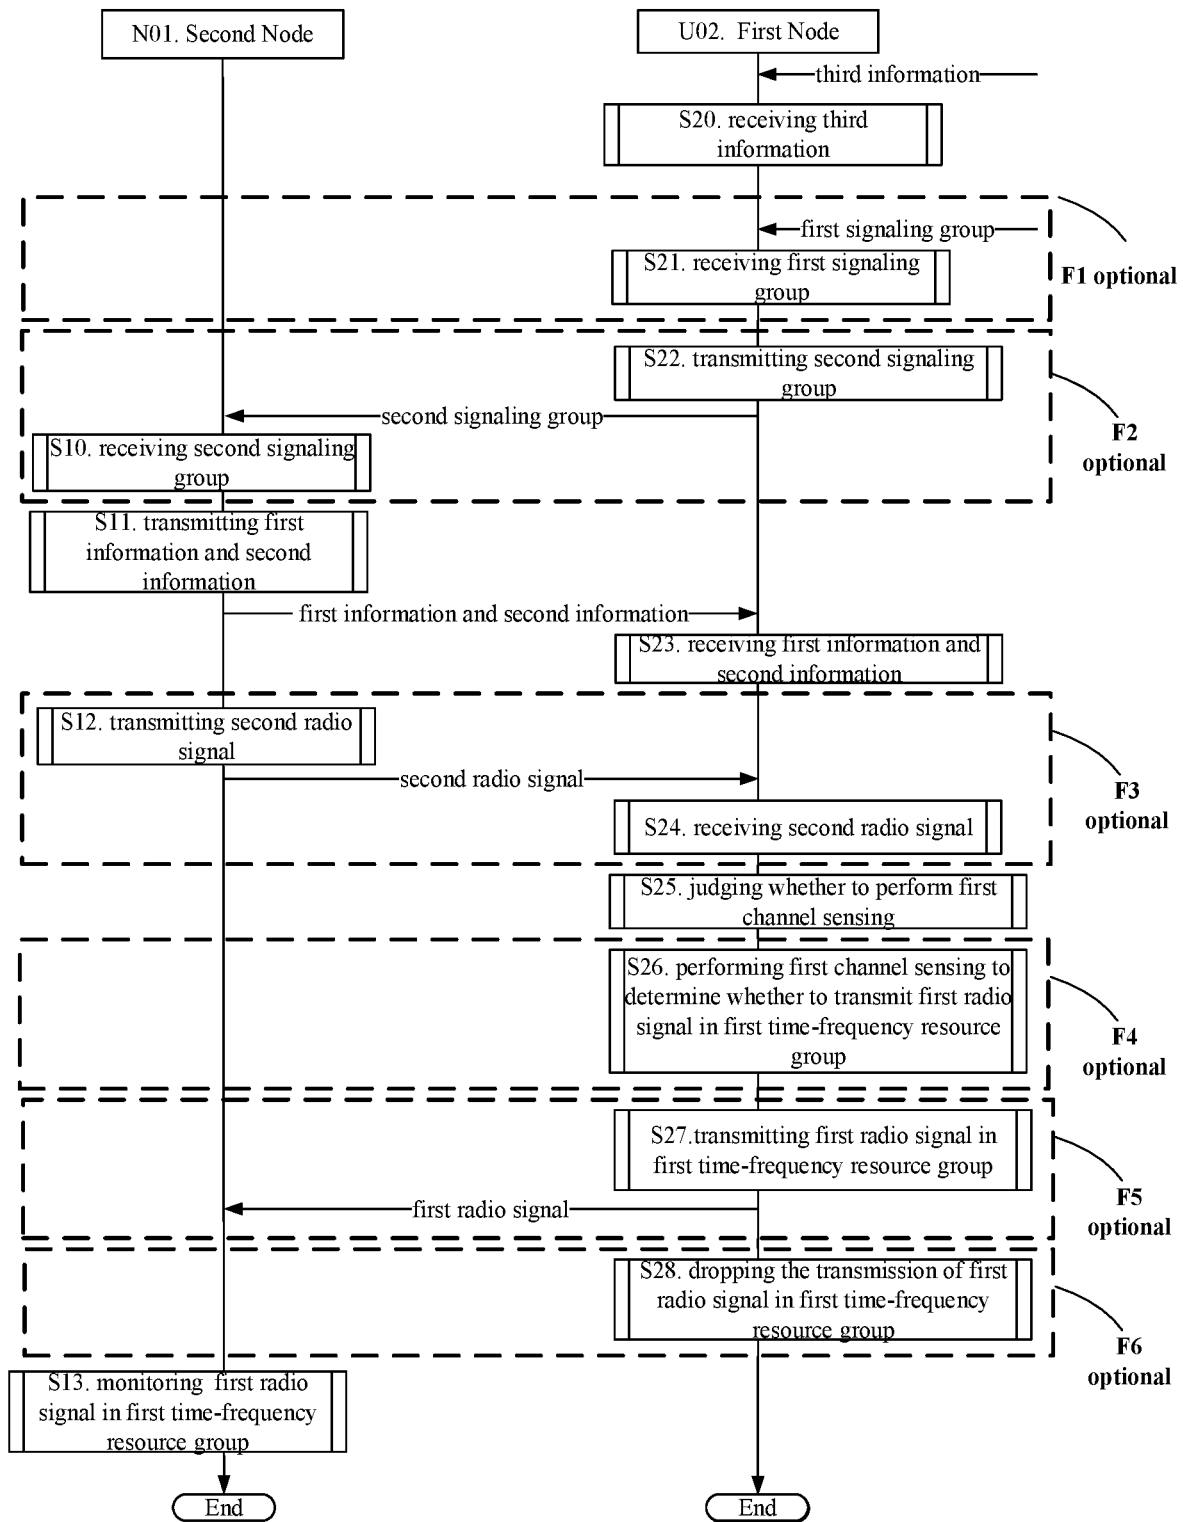 N01. Second Node
U02.  First Node
third information
S20. receiving third
information
first signaling group
S21. receiving first signaling
group
F1 optional
S22. transmitting second signaling
group
second signaling group
F2
optional
S10. receiving second signaling
group
S11. transmitting first
information and second
information
first information and second information
S23. receiving first information and
second information
S12. transmitting second radio
signal
second radio signal
F3
optional
S24. receiving second radio signal
S25. judging whether to perform first
channel sensing
S26. performing first channel sensing to
determine whether to transmit first radio
signal in first time-frequency resource
group
F4
optional
S27.transmitting first radio signal in
first time-frequency resource group
first radio signal
F5
optional
S28. dropping the transmission of first
radio signal in first time-frequency
resource group
F6
optional
S13. monitoring  first radio
signal in first time-frequency
resource group
End
End